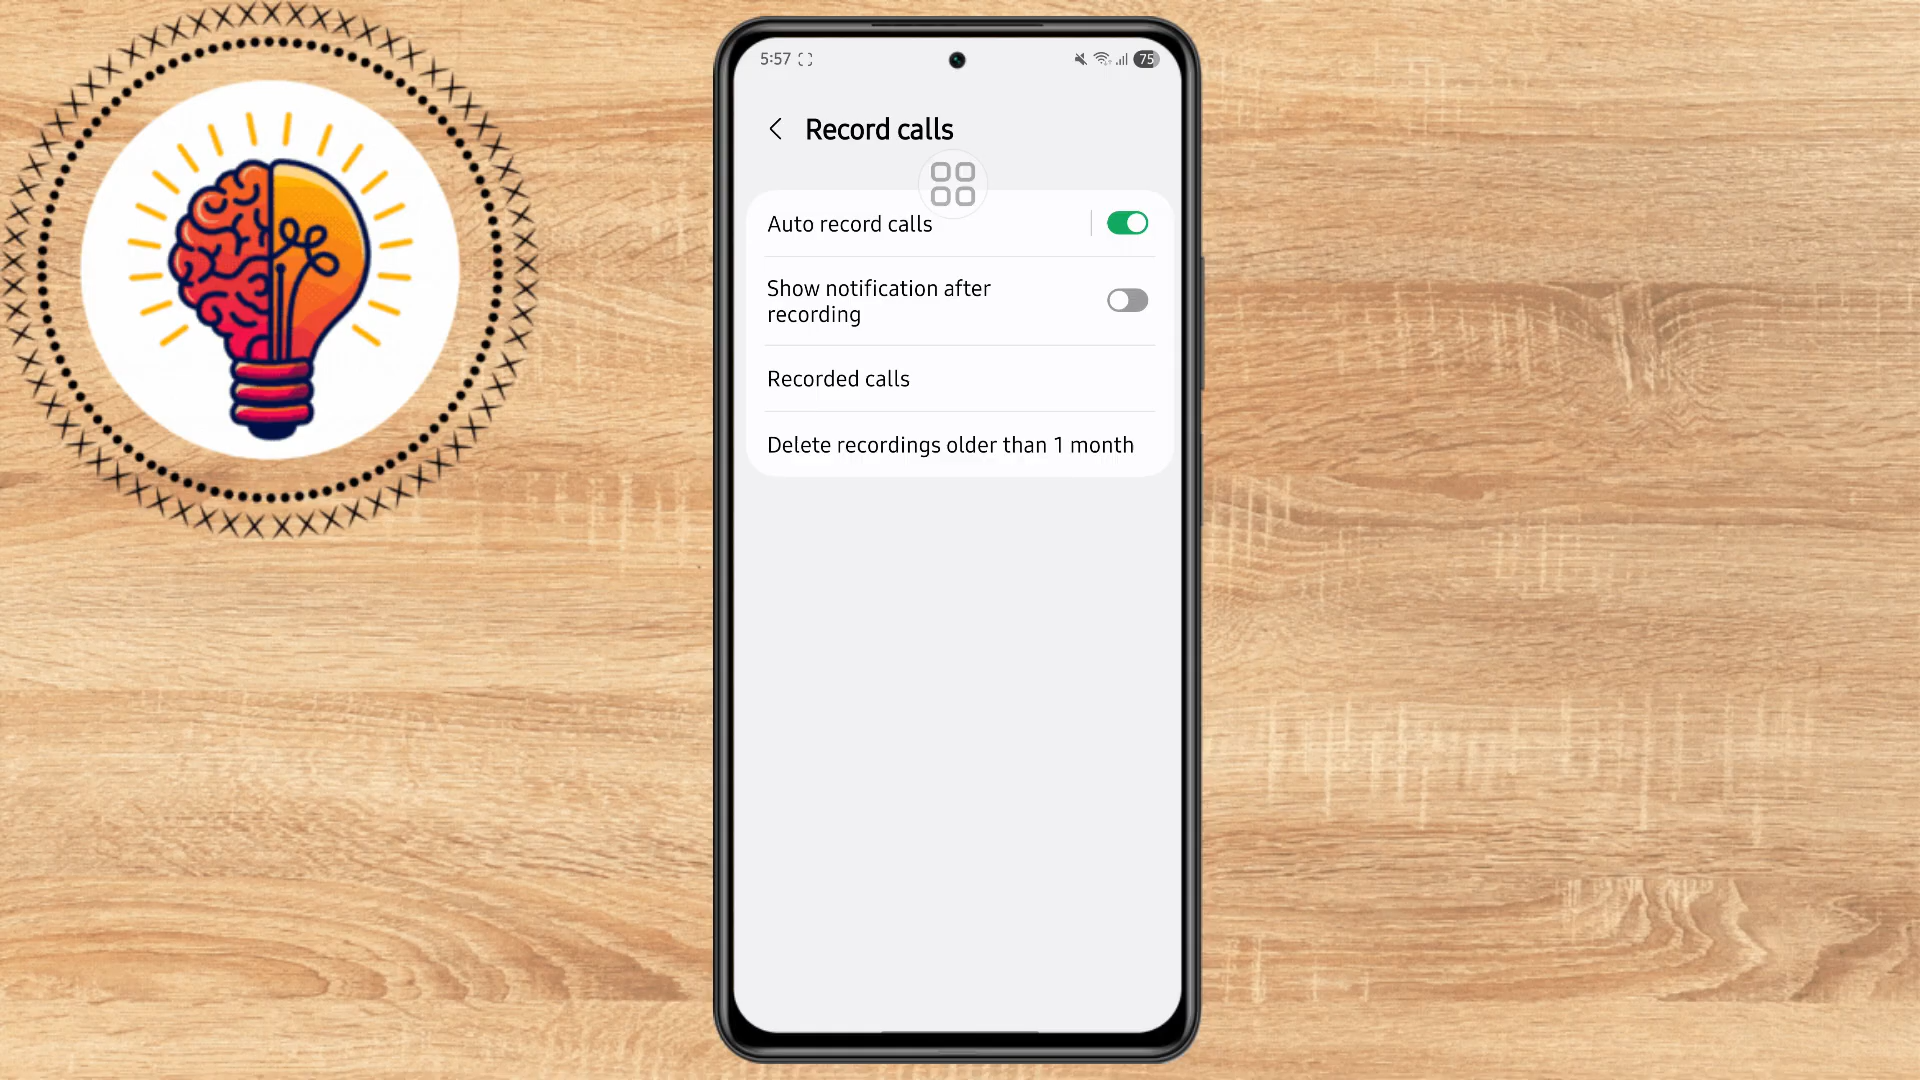 5:57
75
Record calls
Auto record calls
Show notification after
recording
Recorded calls
Delete recordings older than 1 month